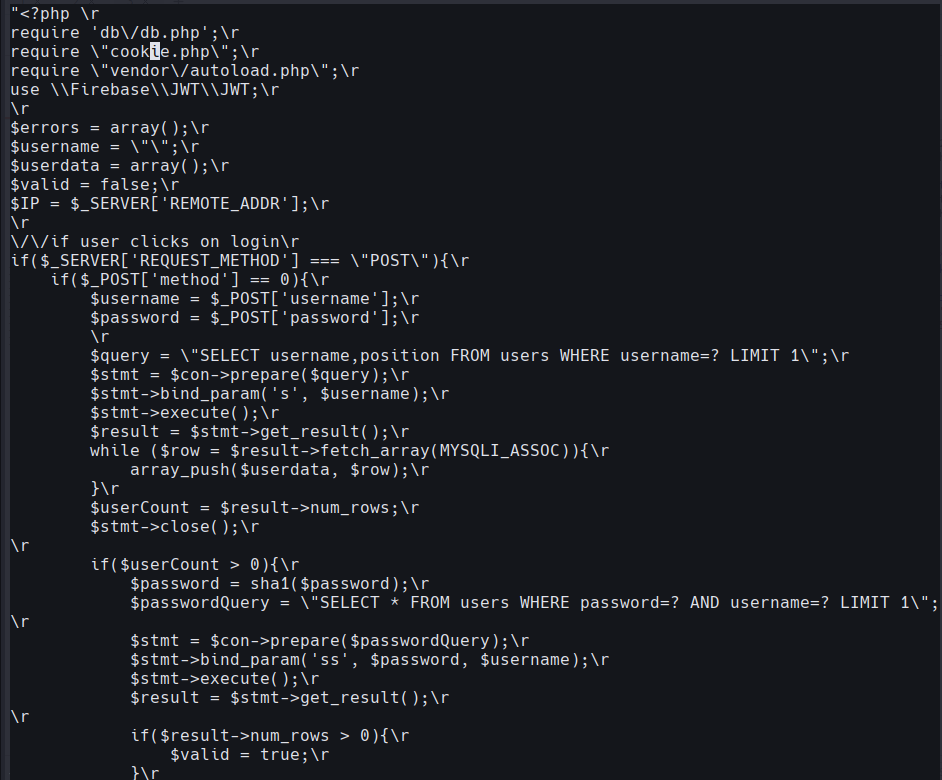 "<?php \r
require 'db\/db.php';\r
require \"cookie.php\";\r
require \"vendor\/autoload.php\";\r
use \\Firebase\\JWT\\JWT;\r
\r
$errors = array();\r
$username = \"\";\r
$userdata = array();\r
$valid = false;\r
$IP = $_SERVER['REMOTE_ADDR'];\r
\r
\/\/if user clicks on login\r
if($_SERVER['REQUEST_METHOD'] === \"POST\"){\r
    if($_POST['method'] == 0){\r
        $username = $_POST['username'];\r
        $password = $_POST['password'];\r
        \r
        $query = \"SELECT username,position FROM users WHERE username=? LIMIT 1\";\r
        $stmt = $con->prepare($query);\r
        $stmt->bind_param('s', $username);\r
        $stmt->execute();\r
        $result = $stmt->get_result();\r
        while ($row = $result->fetch_array(MYSQLI_ASSOC)){\r
            array_push($userdata, $row);\r
        }\r
        $userCount = $result->num_rows;\r
        $stmt->close();\r
\r
        if($userCount > 0){\r
            $password = sha1($password);\r
            $passwordQuery = \"SELECT * FROM users WHERE password=? AND username=? LIMIT 1\";
\r
            $stmt = $con->prepare($passwordQuery);\r
            $stmt->bind_param('ss', $password, $username);\r
            $stmt->execute();\r
            $result = $stmt->get_result();\r
\r
            if($result->num_rows > 0){\r
                $valid = true;\r
            }\r